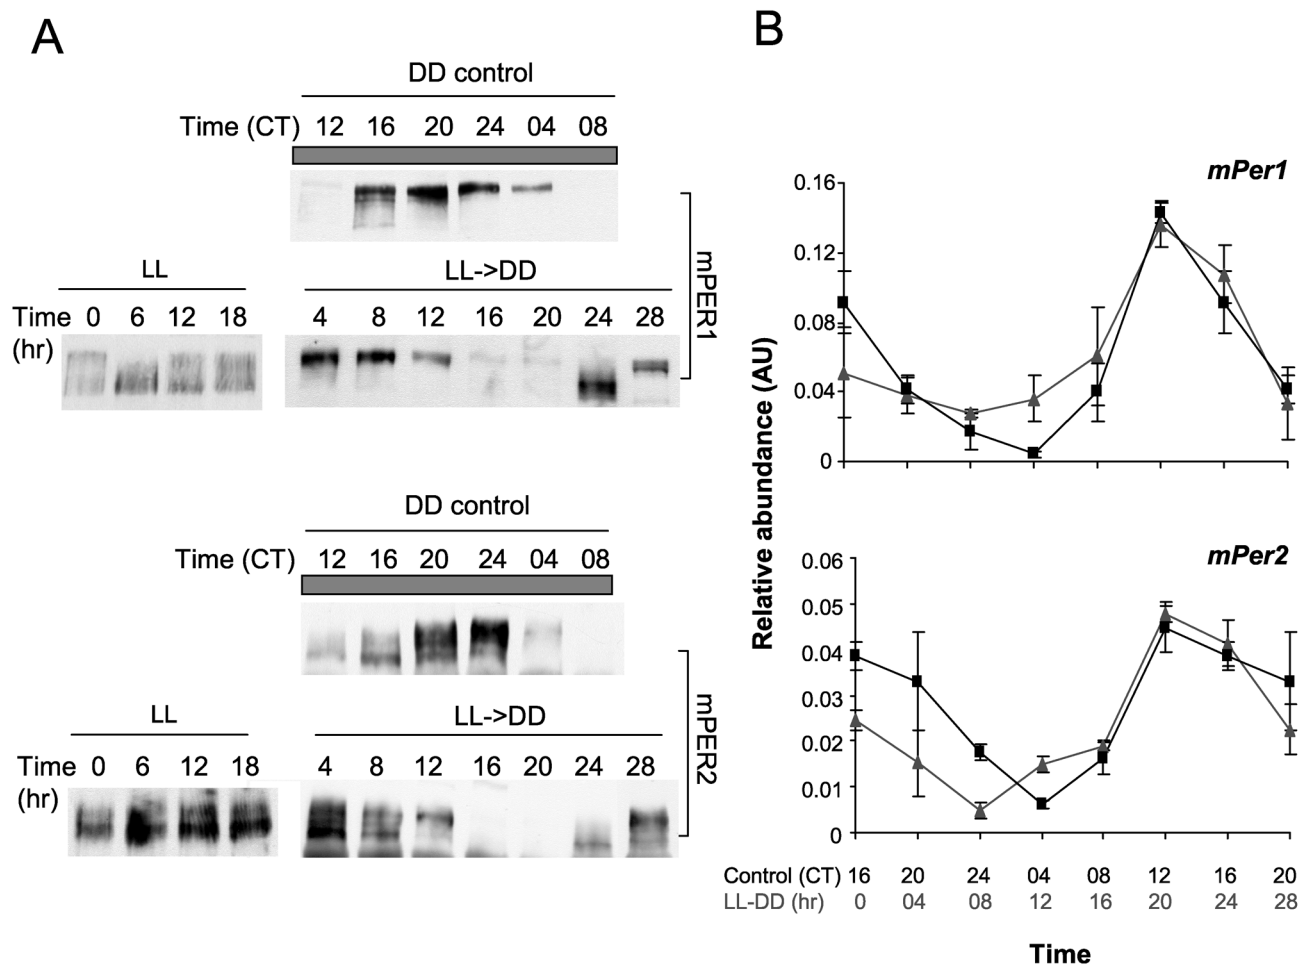 A
DD control
Time (CT) 12 16 20 24 04 08
mPER1
LL
LL->DD
Time 0 6 12 18 4 8 12 16 20 24 28
(hr)
DD control
Time (CT) 12 16 20 24 04 08
mPER2
LL
LL->DD
Time 0 6 12 18 4 8 12 16 20 24 28
(hr)
B
mPer1
0.16
0.12
0.08
0.04
0
Relative abundance (AU)
mPer2
0.06
0.05
0.04
0.03
0.02
0.01
0
Control (CT) 16 20 24 04 08 12 16 20
LL-DD (hr) 0 04 08 12 16 20 24 28
Time